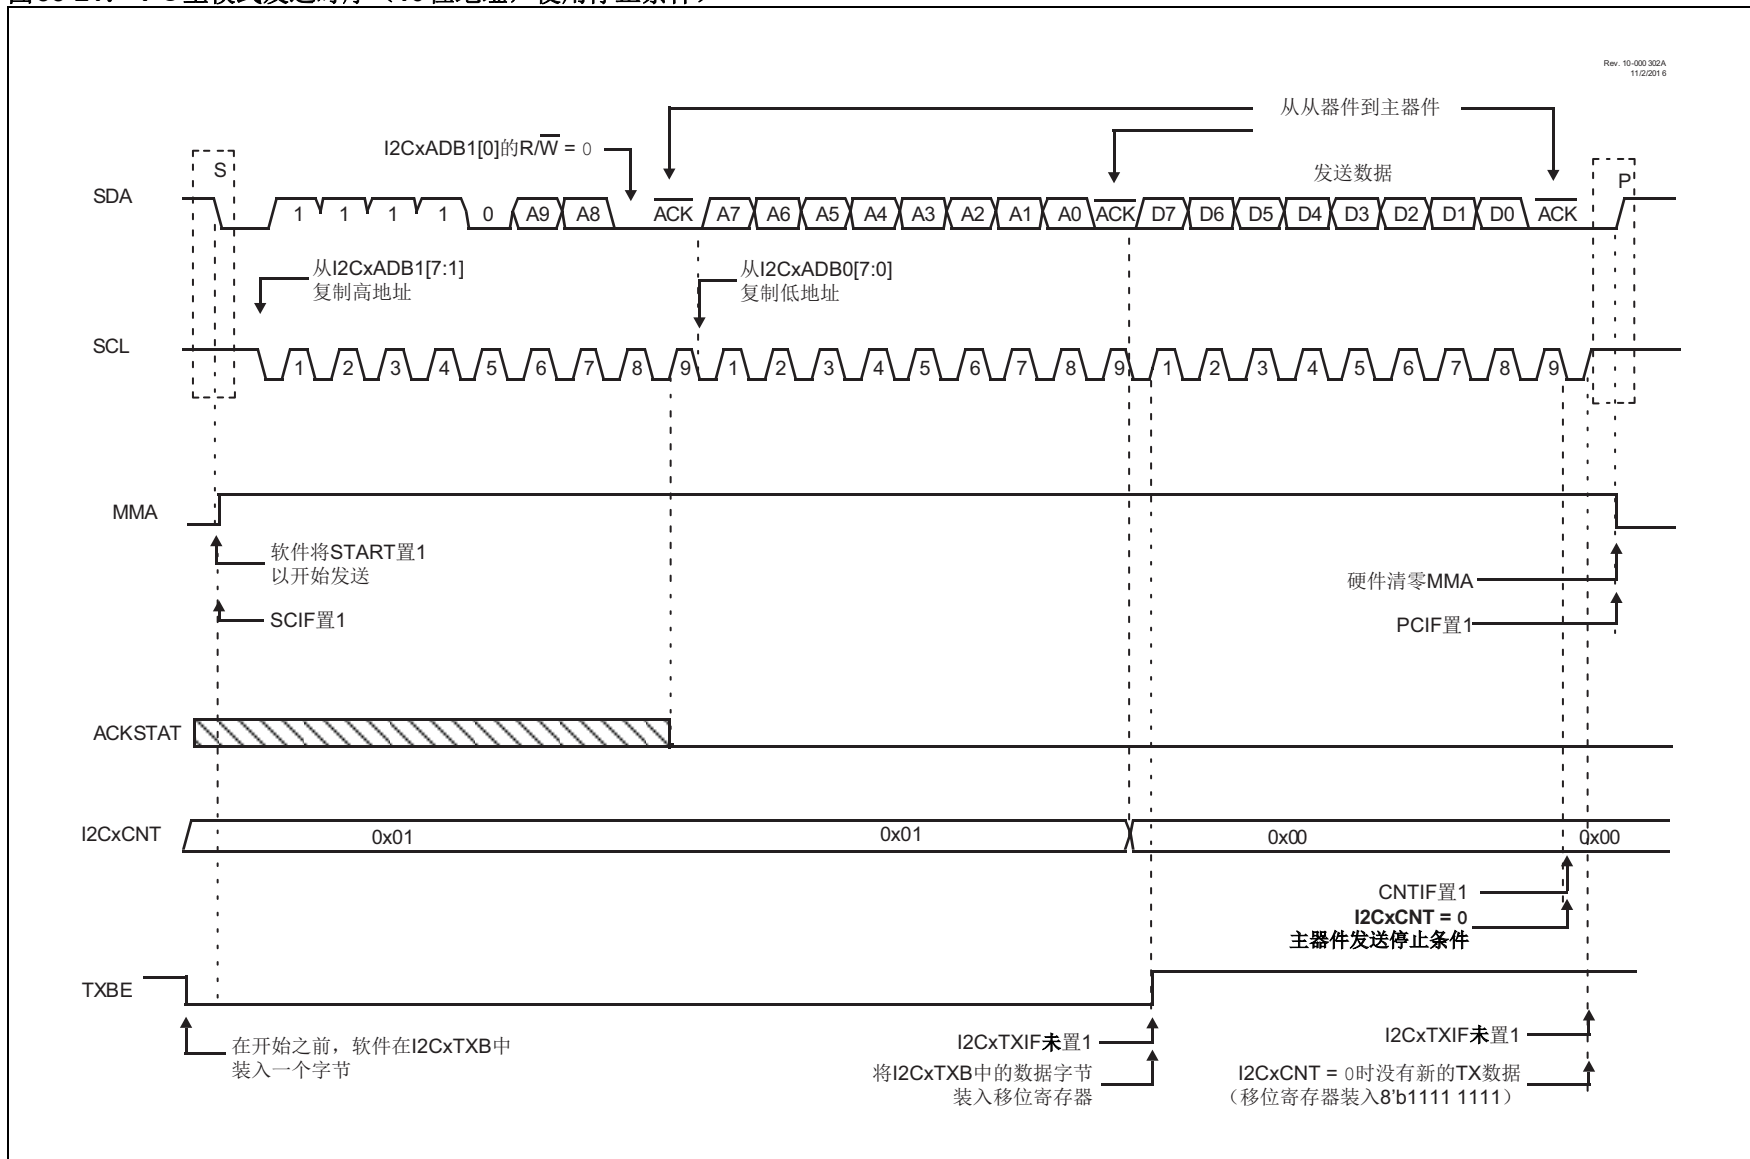 Rev. 10-000 302A
11/2/201 6
从从器件到主器件
I2CxADB1[0]的R/W = 0
发送数据
S
P
SDA
1 1 1 1 0 A9 A8 ACK A7 A6 A5 A4 A3 A2 A1 A0 ACK D7 D6 D5 D4 D3 D2 D1 D0 ACK
从I2CxADB1[7:1]
复制高地址
从I2CxADB0[7:0]
复制低地址
SCL
1 2 3 4 5 6 7 8 9 1 2 3 4 5 6 7 8 9 1 2 3 4 5 6 7 8 9
MMA
软件将START置1
以开始发送
SCIF置1
硬件清零MMA
PCIF置1
ACKSTAT
I2CxCNT
0x01
0x01
0x00
0x00
CNTIF置1
I2CxCNT = 0
主器件发送停止条件
TXBE
在开始之前，软件在I2CxTXB中
装入一个字节
I2CxTXIF未置1
将I2CxTXB中的数据字节
装入移位寄存器
I2CxTXIF未置1
I2CxCNT = 0时没有新的TX数据
（移位寄存器装入8'b1111 1111）